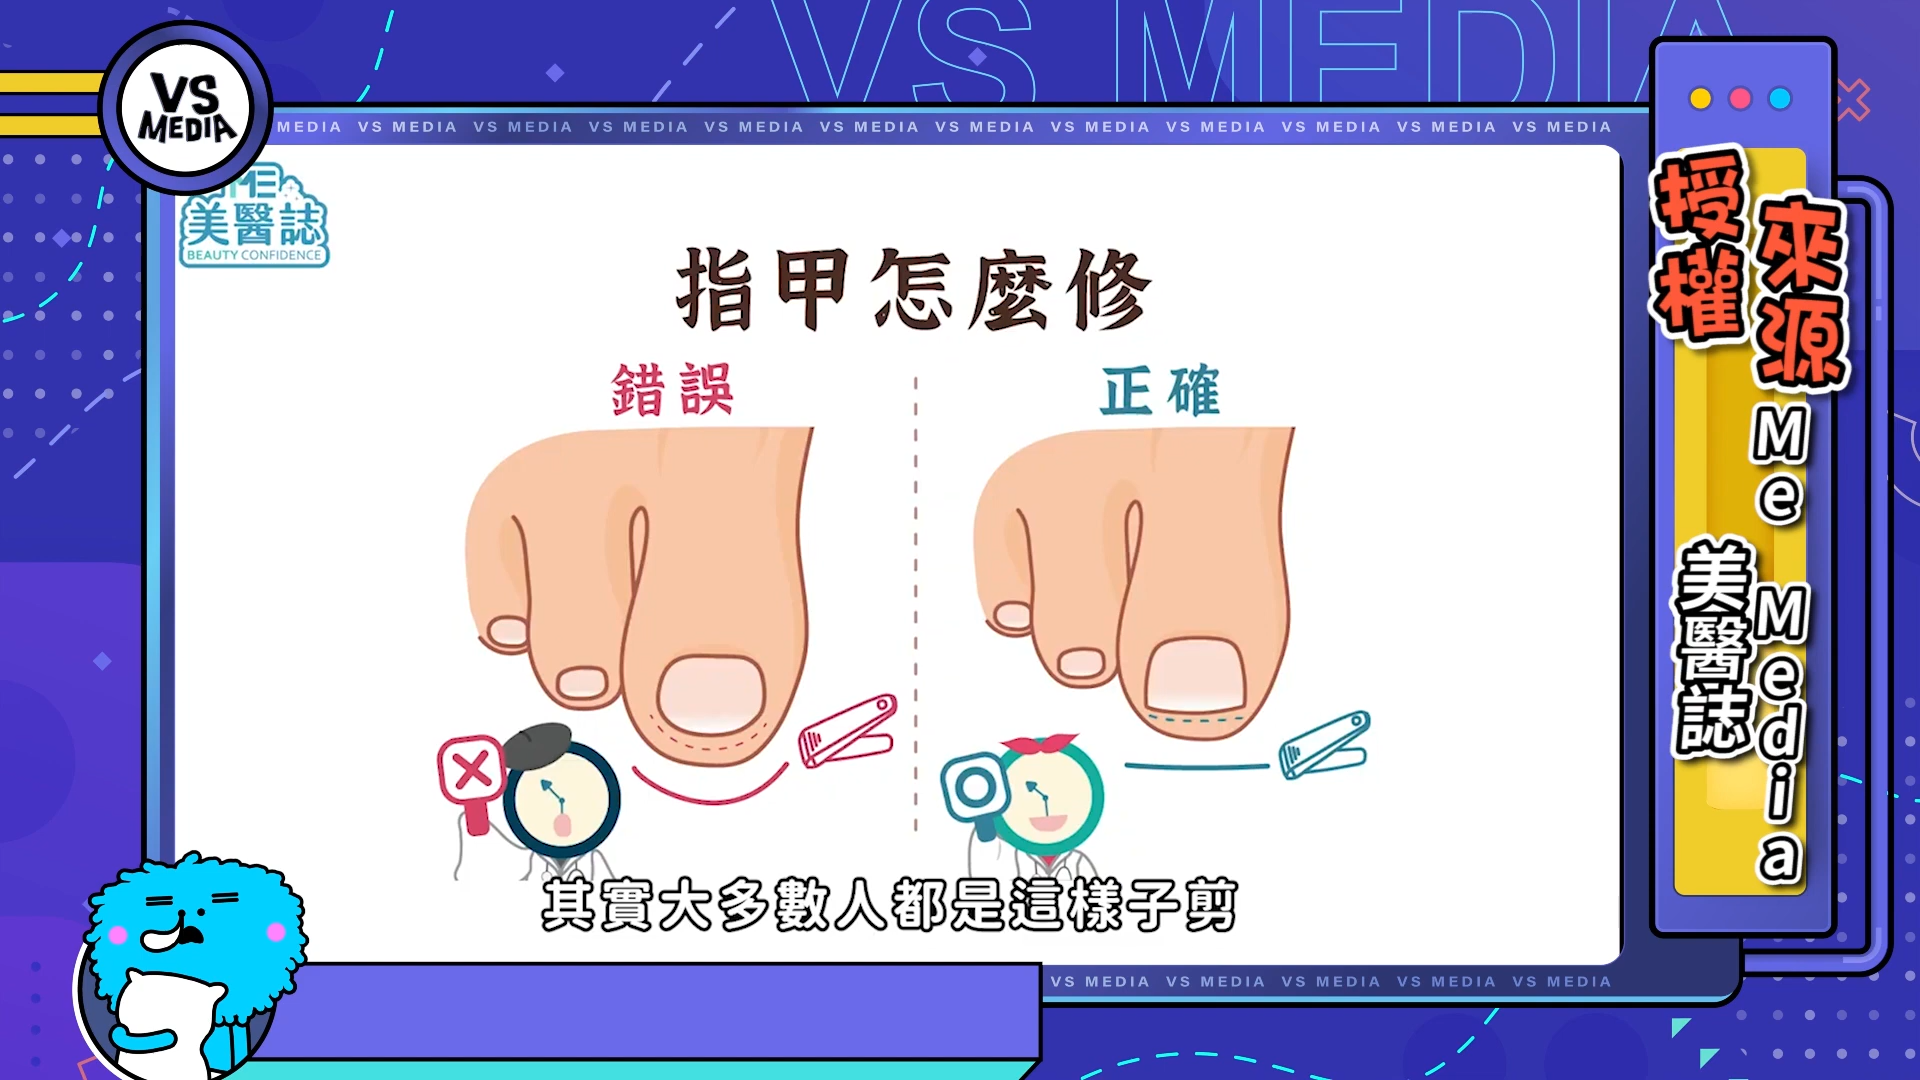 VS MEDIA
VS
MEDIA
MEDIA VS MEDIA VS MEDIA VS MEDIA VS MEDIA VS MEDIA VS MEDIA VS MEDIA VS MEDIA VS MEDIA VS MEDIA VS MEDIA
美醫誌
BEAUTY CONFIDENCE
指甲怎麼修
錯誤
正確
其實大多數人都是這樣子剪
來源 Me Media
授權 美醫誌
VS MEDIA VS MEDIA VS MEDIA VS MEDIA VS MEDIA